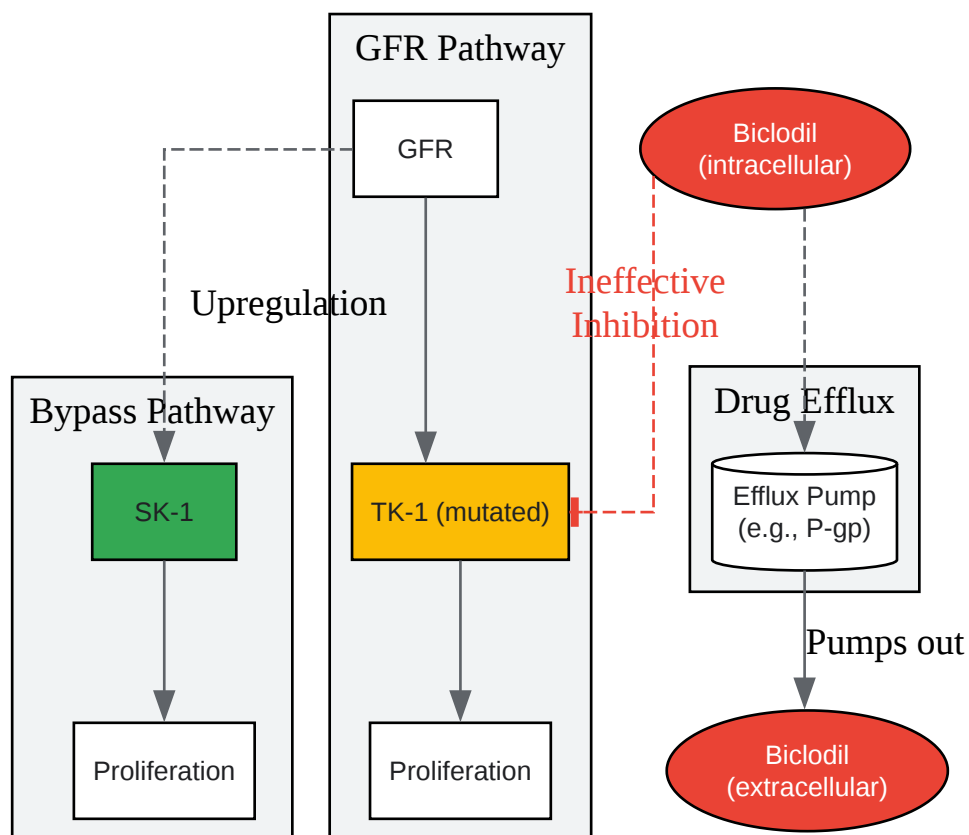 GFR Pathway
GFR
Biclodil
(intracellular)
Upregulation
Ineffective
Inhibition
Bypass Pathway
Drug Efflux
SK-1
TK-1 (mutated)
Efflux Pump
(e.g., P-gp)
Pumps out
Proliferation
Proliferation
Biclodil
(extracellular)